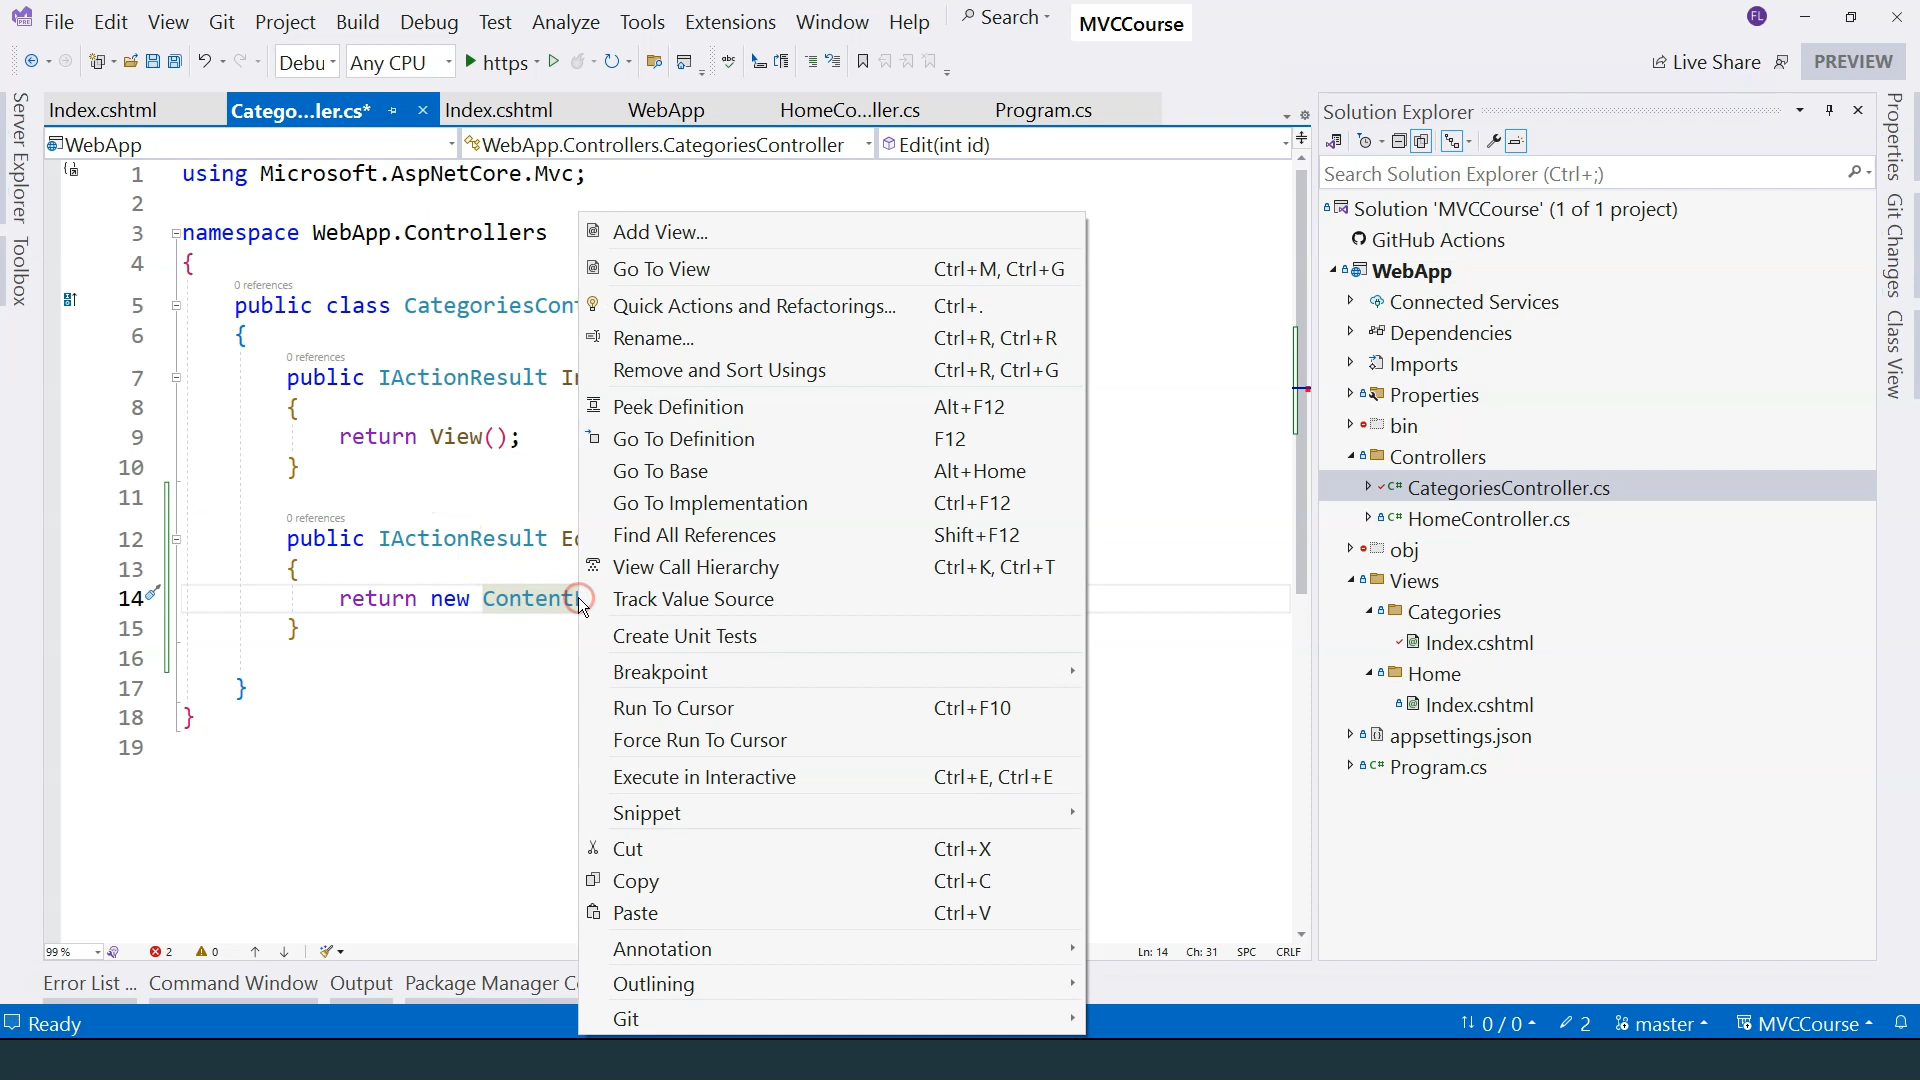 File Edit View Git Project Build Debug Test Analyze Tools Extensions Window Help Search MVCCourse FL
Debu Any CPU https Live Share PREVIEW
Index.cshtml Catego...ler.cs* Index.cshtml WebApp HomeCo...ller.cs Program.cs
WebApp WebApp.Controllers.CategoriesController Edit(int id)
Server Explorer
Toolbox
1 using Microsoft.AspNetCore.Mvc;
2
3 namespace WebApp.Controllers
4 {
0 references
5 public class CategoriesCon
6 {
0 references
7 public IActionResult In
8 {
9 return View();
10 }
11
0 references
12 public IActionResult Ed
13 {
14 return new Content
15 }
16
17 }
18 }
19
Add View...
Go To View Ctrl+M, Ctrl+G
Quick Actions and Refactorings... Ctrl+.
Rename... Ctrl+R, Ctrl+R
Remove and Sort Usings Ctrl+R, Ctrl+G
Peek Definition Alt+F12
Go To Definition F12
Go To Base Alt+Home
Go To Implementation Ctrl+F12
Find All References Shift+F12
View Call Hierarchy Ctrl+K, Ctrl+T
Track Value Source
Create Unit Tests
Breakpoint
Run To Cursor Ctrl+F10
Force Run To Cursor
Execute in Interactive Ctrl+E, Ctrl+E
Snippet
Cut Ctrl+X
Copy Ctrl+C
Paste Ctrl+V
Annotation
Outlining
Git
Solution Explorer
Search Solution Explorer (Ctrl+;)
Solution 'MVCCourse' (1 of 1 project)
GitHub Actions
WebApp
Connected Services
Dependencies
Imports
Properties
bin
Controllers
C# CategoriesController.cs
C# HomeController.cs
obj
Views
Categories
Index.cshtml
Home
Index.cshtml
appsettings.json
C# Program.cs
Properties
Git Changes
Class View
99 % 2 0 Ln: 14 Ch: 31 SPC CRLF
Error List ... Command Window Output Package Manager C
Ready 0 / 0 2 master MVCCourse